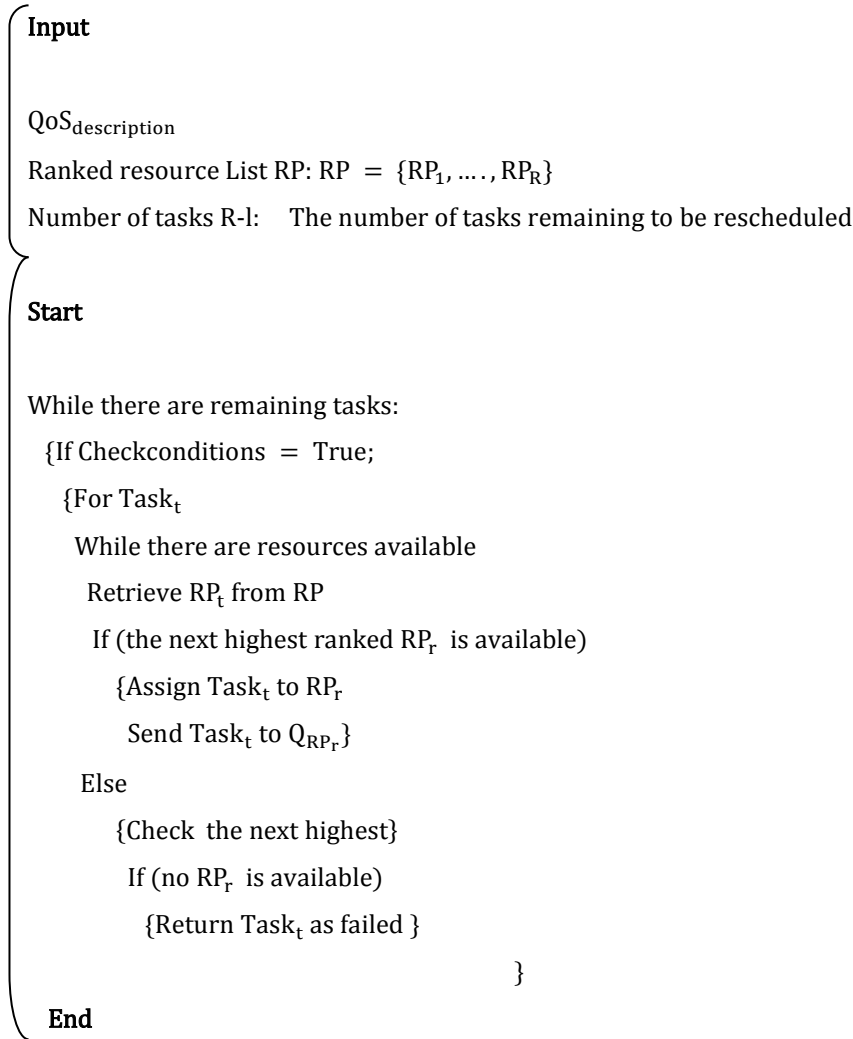 Input
QoS_description
Ranked resource List RP: RP = {RP₁, …. , RP_R}
Number of tasks R-l: The number of tasks remaining to be rescheduled
Start
While there are remaining tasks:
{If Checkconditions = True;
{For Task_t
While there are resources available
Retrieve RP_t from RP
If (the next highest ranked RP_r is available)
{Assign Task_t to RP_r
Send Task_t to Q_RP_r}
Else
{Check the next highest}
If (no RP_r is available)
{Return Task_t as failed }
}
End